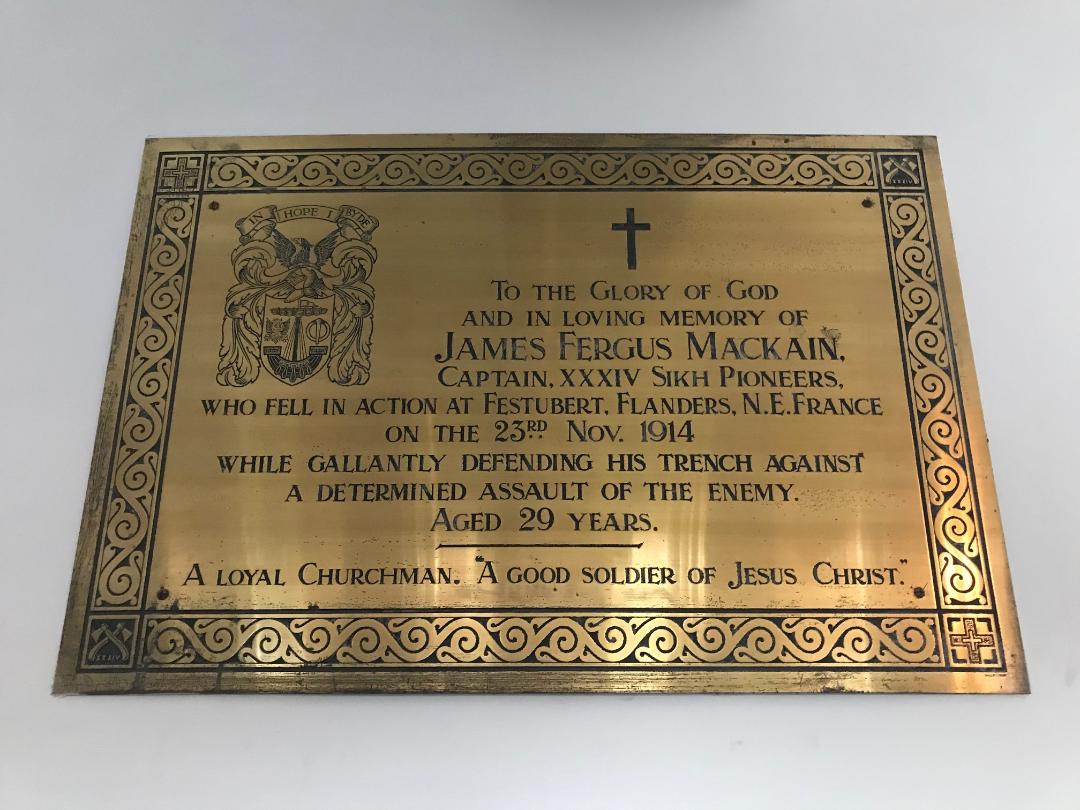 IN HOPE I BYDE
TO THE GLORY OF GOD
AND IN LOVING MEMORY OF
JAMES FERGUS MACKAIN,
CAPTAIN, XXXIV SIKH PIONEERS,
WHO FELL IN ACTION AT FESTUBERT, FLANDERS, N.E. FRANCE
ON THE 23RD NOV. 1914
WHILE GALLANTLY DEFENDING HIS TRENCH AGAINST
A DETERMINED ASSAULT OF THE ENEMY.
AGED 29 YEARS.
A LOYAL CHURCHMAN. "A GOOD SOLDIER OF JESUS CHRIST."
XXXIV
XXXIV